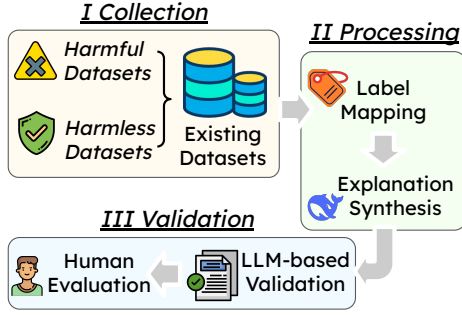 I Collection
Harmful
Datasets
Harmless
Datasets
Existing
Datasets
II Processing
Label
Mapping
Explanation
Synthesis
III Validation
LLM-based
Validation
Human
Evaluation